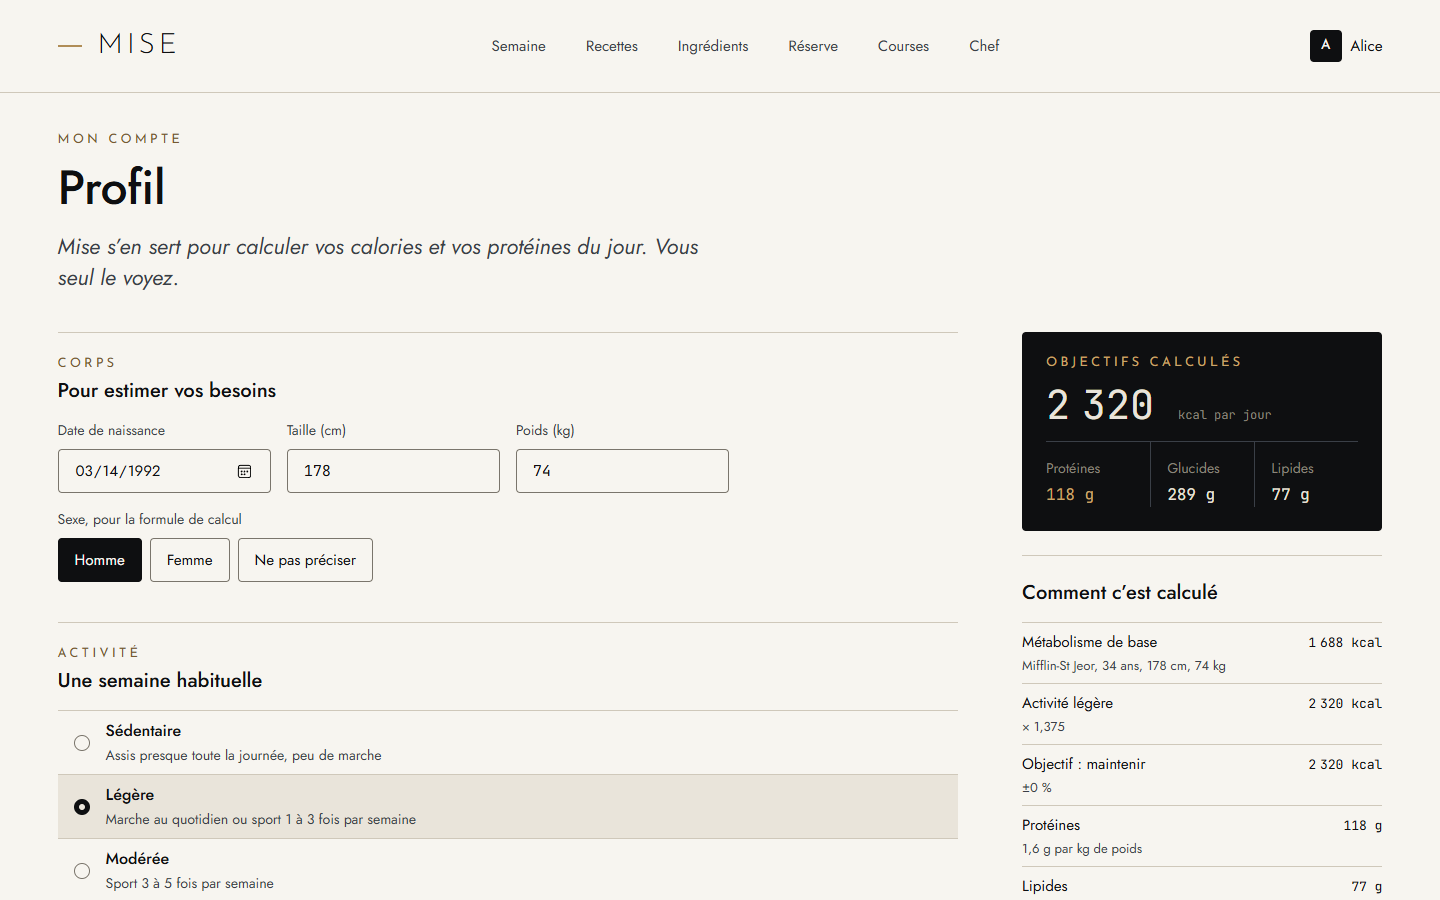 MISE
Semaine
Recettes
Ingrédients
Réserve
Courses
Chef
A
Alice
MON COMPTE
Profil
Mise s’en sert pour calculer vos calories et vos protéines du jour. Vous
seul le voyez.
CORPS
Pour estimer vos besoins
Date de naissance
Taille (cm)
Poids (kg)
03/14/1992
178
74
Sexe, pour la formule de calcul
Homme
Femme
Ne pas préciser
ACTIVITÉ
Une semaine habituelle
Sédentaire
Assis presque toute la journée, peu de marche
Légère
Marche au quotidien ou sport 1 à 3 fois par semaine
Modérée
Sport 3 à 5 fois par semaine
OBJECTIFS CALCULÉS
2 320 kcal par jour
Protéines
118 g
Glucides
289 g
Lipides
77 g
Comment c’est calculé
Métabolisme de base 1 688 kcal
Mifflin-St Jeor, 34 ans, 178 cm, 74 kg
Activité légère 2 320 kcal
× 1,375
Objectif : maintenir 2 320 kcal
±0 %
Protéines 118 g
1,6 g par kg de poids
Lipides 77 g